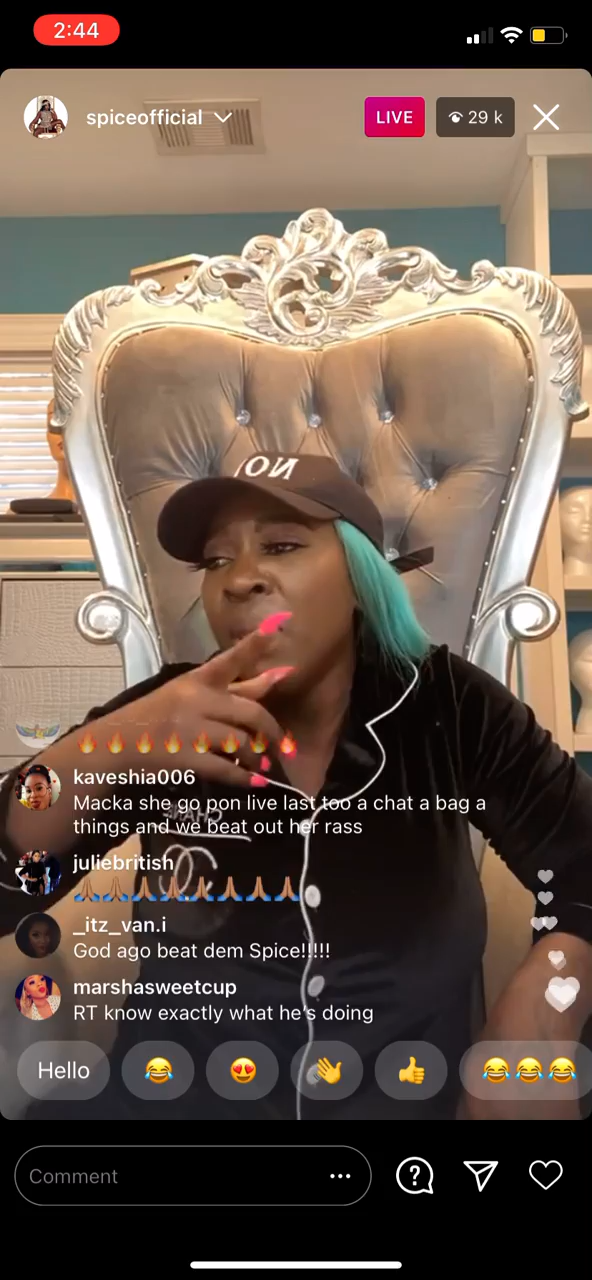 2:44
spiceofficial
LIVE
29 k
ON
kaveshia006
Macka she go pon live last too a chat a bag a
things and we beat out her rass
juliebritish
_itz_van.i
God ago beat dem Spice!!!!!
marshasweetcup
RT know exactly what he's doing
Hello
Comment